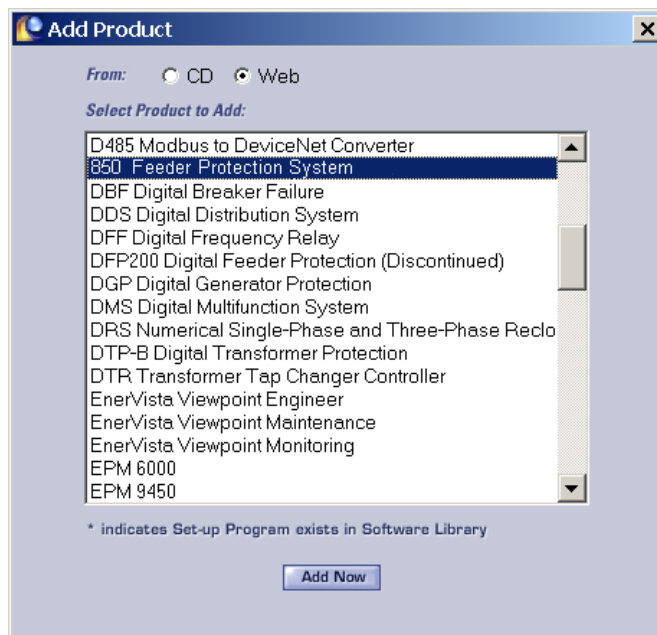 Add Product
From: CD Web
Select Product to Add:
D485 Modbus to DeviceNet Converter
850 Feeder Protection System
DBF Digital Breaker Failure
DDS Digital Distribution System
DFF Digital Frequency Relay
DFP200 Digital Feeder Protection (Discontinued)
DGP Digital Generator Protection
DMS Digital Multifunction System
DRS Numerical Single-Phase and Three-Phase Reclo
DTP-B Digital Transformer Protection
DTR Transformer Tap Changer Controller
EnerVista Viewpoint Engineer
EnerVista Viewpoint Maintenance
EnerVista Viewpoint Monitoring
EPM 6000
EPM 9450
* indicates Set-up Program exists in Software Library
Add Now